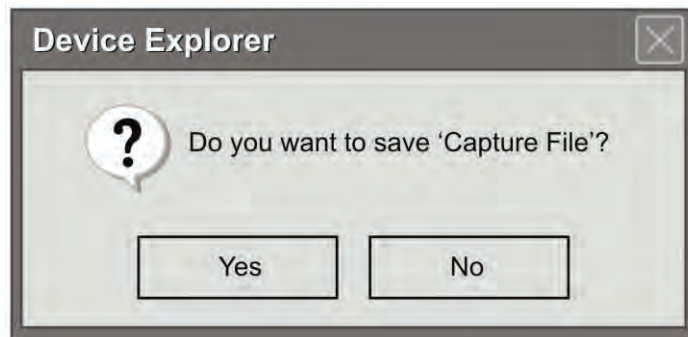 Device Explorer
?
Do you want to save ‘Capture File’?
Yes
No